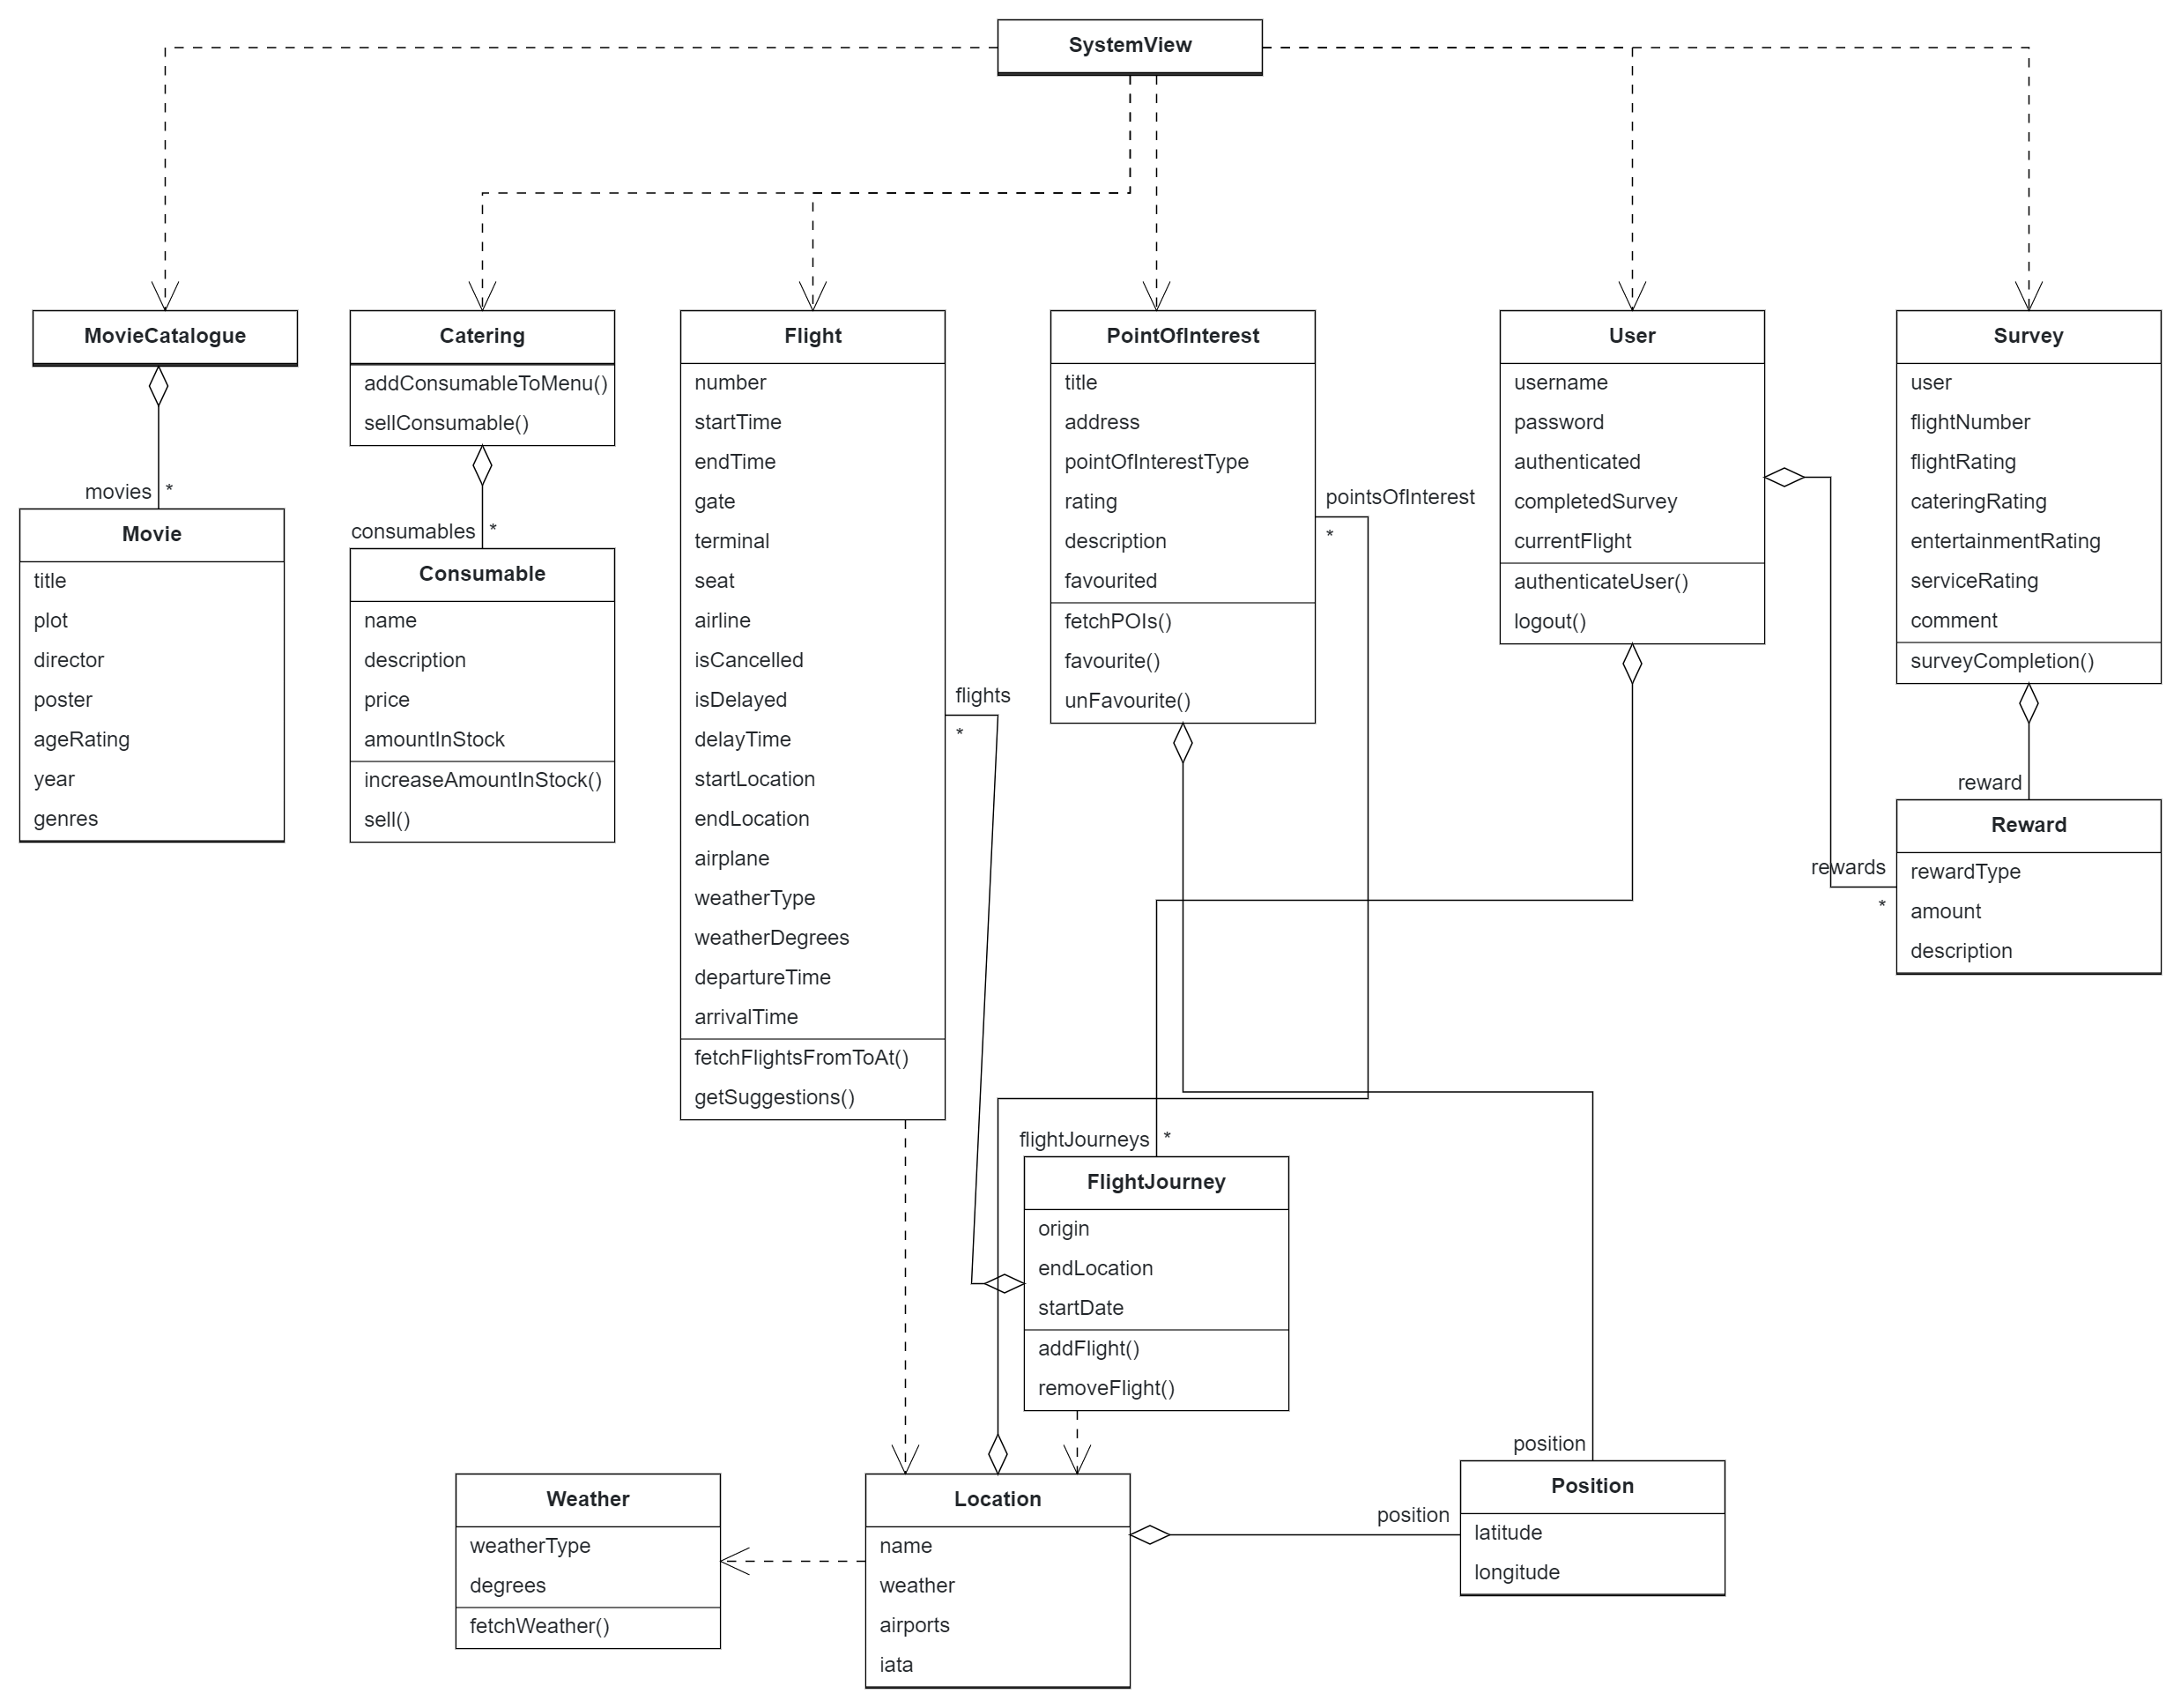 SystemView
MovieCatalogue
movies *
Movie
title
plot
director
poster
ageRating
year
genres
Catering
addConsumableToMenu()
sellConsumable()
consumables *
Consumable
name
description
price
amountInStock
increaseAmountInStock()
sell()
Flight
number
startTime
endTime
gate
terminal
seat
airline
isCancelled
isDelayed
delayTime
startLocation
endLocation
airplane
weatherType
weatherDegrees
departureTime
arrivalTime
fetchFlightsFromToAt()
getSuggestions()
flights
*
PointOfInterest
title
address
pointOfInterestType
rating
description
favourited
fetchPOIs()
favourite()
unFavourite()
pointsOfInterest
*
User
username
password
authenticated
completedSurvey
currentFlight
authenticateUser()
logout()
Survey
user
flightNumber
flightRating
cateringRating
entertainmentRating
serviceRating
comment
surveyCompletion()
reward
rewards
*
Reward
rewardType
amount
description
flightJourneys *
FlightJourney
origin
endLocation
startDate
addFlight()
removeFlight()
Weather
weatherType
degrees
fetchWeather()
Location
name
weather
airports
iata
position
position
Position
latitude
longitude